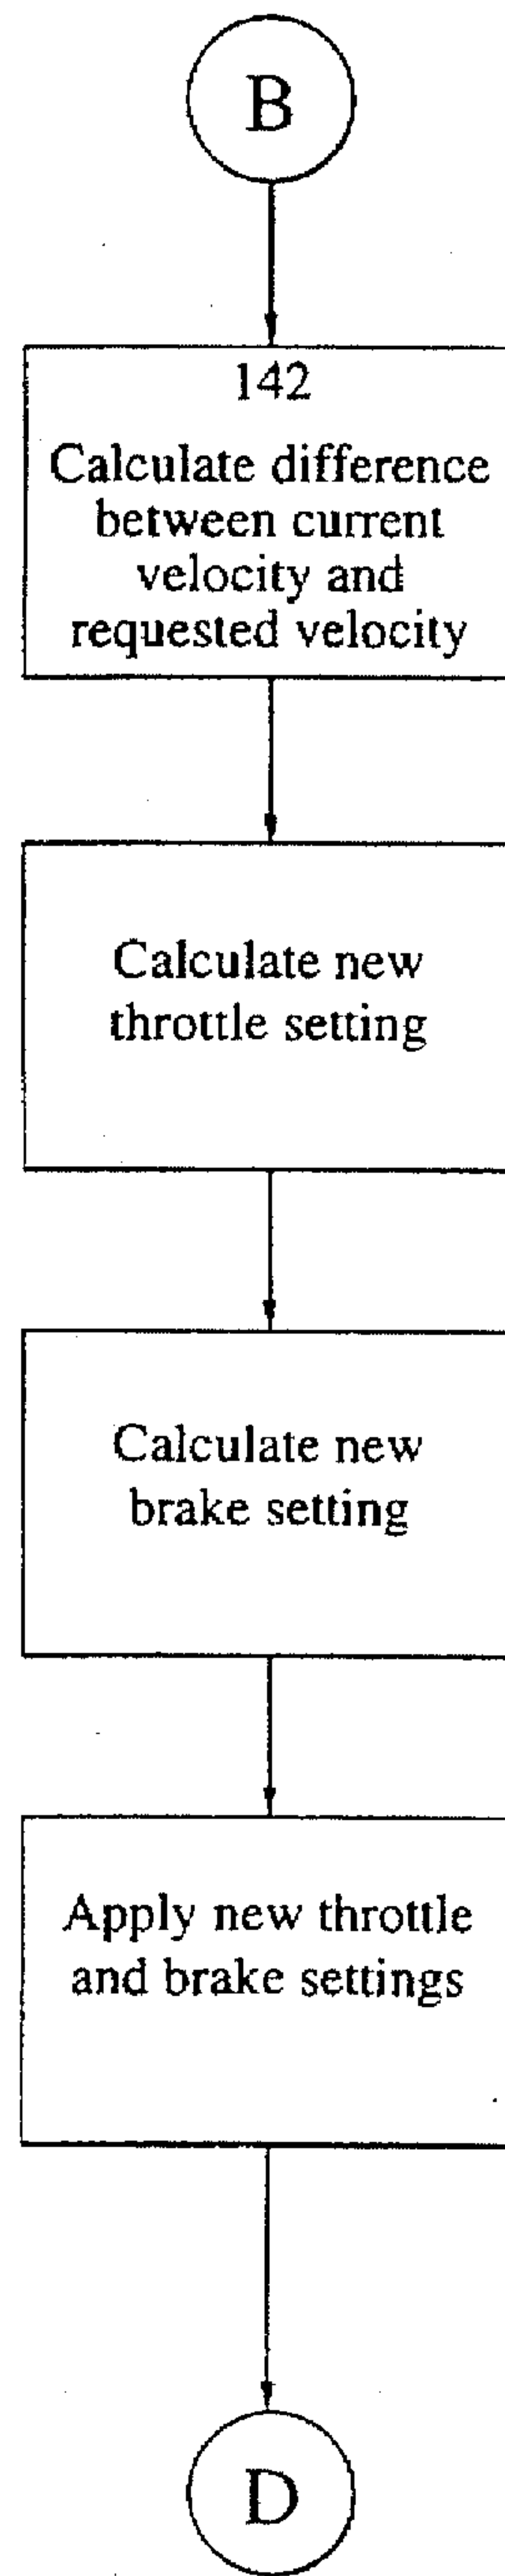 B
142
Calculate difference
between current
velocity and
requested velocity
Calculate new
throttle setting
Calculate new
brake setting
Apply new throttle
and brake settings
D